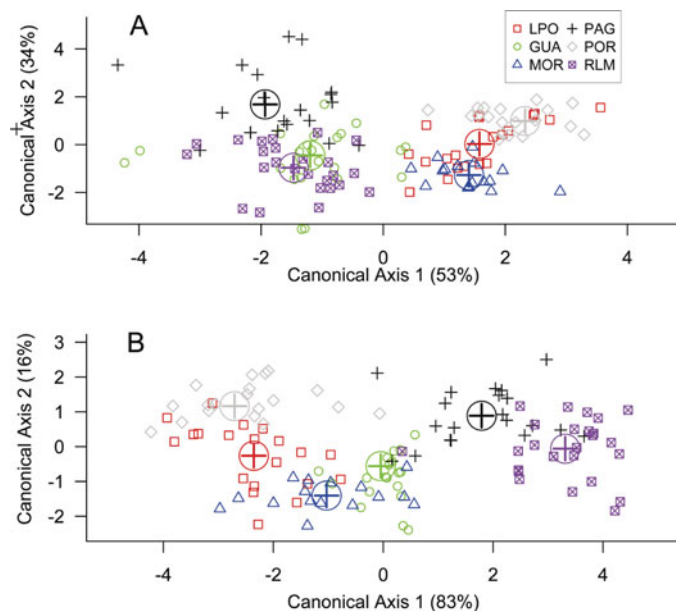 A
LPO PAG
GUA POR
MOR RLM
Canonical Axis 2 (34%)
4
2
0
-2
-4 -2 0 2 4
Canonical Axis 1 (53%)
B
Canonical Axis 2 (16%)
3
2
1
0
-1
-2
-4 -2 0 2 4
Canonical Axis 1 (83%)